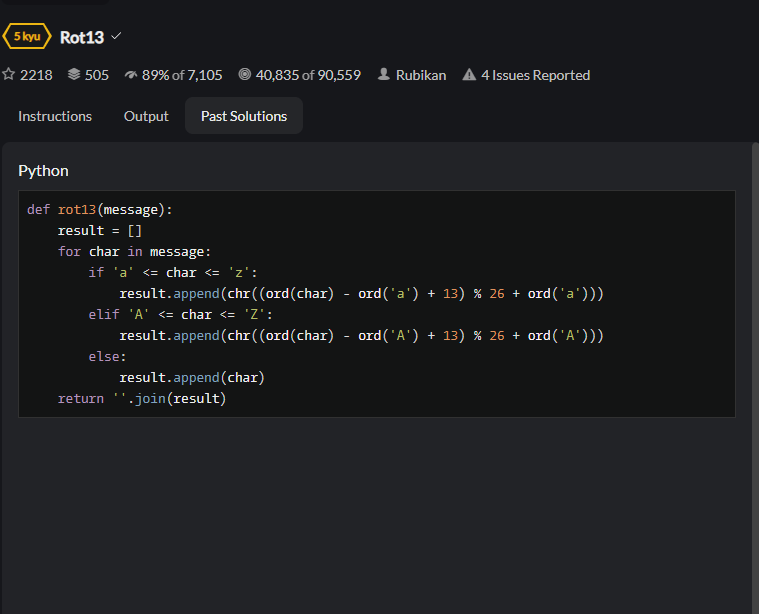 5 kyu Rot13
2218 505 89% of 7,105 40,835 of 90,559 Rubikan 4 Issues Reported
Instructions Output Past Solutions
Python
def rot13(message):
    result = []
    for char in message:
        if 'a' <= char <= 'z':
            result.append(chr((ord(char) - ord('a') + 13) % 26 + ord('a')))
        elif 'A' <= char <= 'Z':
            result.append(chr((ord(char) - ord('A') + 13) % 26 + ord('A')))
        else:
            result.append(char)
    return ''.join(result)